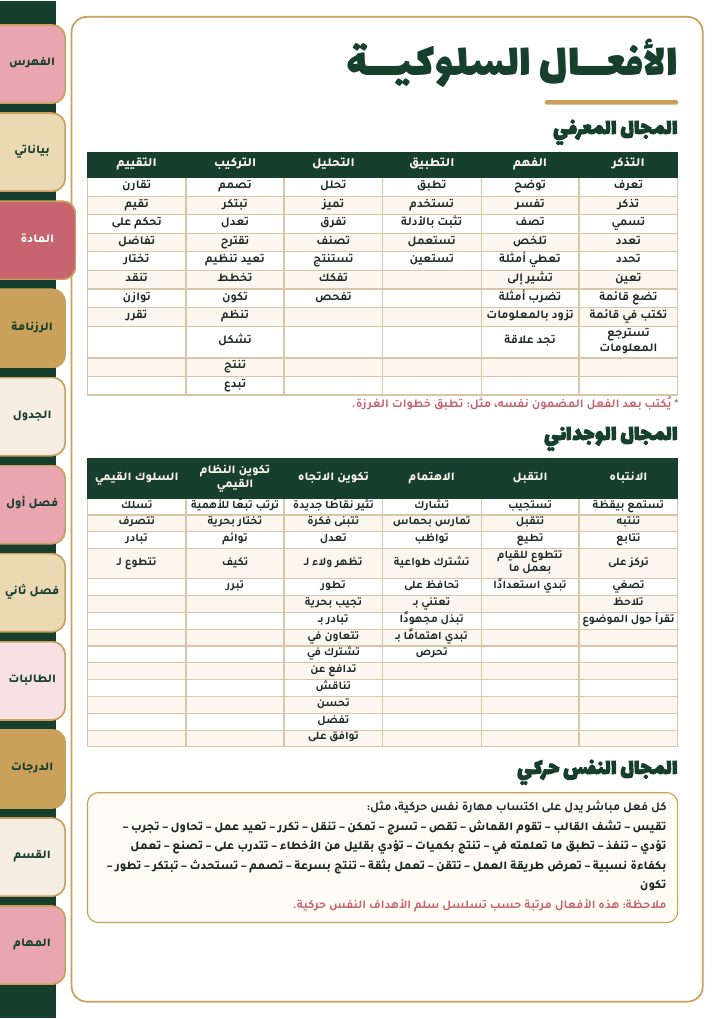 الأفعـــال السلوكيـــة
المجال المعرفي
التذكر الفهم التطبيق التحليل التركيب التقييم
تعرف توضح تطبق تحلل تصمم تقارن
تذكر تفسر تستخدم تميز تبتكر تقيم
تسمي تصف تثبت بالأدلة تفرق تعدل تحكم على
تعدد تلخص تستعمل تصنف تقترح تفاضل
تحدد تعطي أمثلة تستعين تستنتج تعيد تنظيم تختار
تعين تشير إلى تفكك تخطط تنقد
تضع قائمة تضرب أمثلة تفحص تكون توازن
تكتب في قائمة تزود بالمعلومات تنظم تقرر
تسترجع
المعلومات تجد علاقة تشكل
تنتج
تبدع
* يُكتب بعد الفعل المضمون نفسه، مثل: تطبق خطوات الغرزة.
المجال الوجداني
الانتباه التقبل الاهتمام تكوين الاتجاه تكوين النظام
القيمي السلوك القيمي
تستمع بيقظة تستجيب تشارك تثير نقاطًا جديدة ترتب تبعًا للأهمية تسلك
تنتبه تتقبل تمارس بحماس تتبنى فكرة تختار بحرية تتصرف
تتابع تطيع تواظب تعدل توائم تبادر
تركز على تتطوع للقيام
بعمل ما تشترك طواعية تظهر ولاء لـ تكيف تتطوع لـ
تصغي تبدي استعدادًا تحافظ على تطور تبرر
تلاحظ تعتني بـ تجيب بحرية
تقرأ حول الموضوع تبذل مجهودًا تبادر بـ
تبدي اهتمامًا بـ تتعاون في
تحرص تشترك في
تدافع عن
تناقش
تحسن
تفضل
توافق على
المجال النفس حركي
كل فعل مباشر يدل على اكتساب مهارة نفس حركية، مثل:
تقيس – تشف القالب – تقوم القماش – تقص – تسرج – تمكن – تنقل – تكرر – تعيد عمل – تحاول – تجرب –
تؤدي – تنفذ – تطبق ما تعلمته في – تنتج بكميات – تؤدي بقليل من الأخطاء – تتدرب على – تصنع – تعمل
بكفاءة نسبية – تعرض طريقة العمل – تتقن – تعمل بثقة – تنتج بسرعة – تصمم – تستحدث – تبتكر – تطور –
تكون
ملاحظة: هذه الأفعال مرتبة حسب تسلسل سلم الأهداف النفس حركية.
الفهرس
بياناتي
المادة
الرزنامة
الجدول
فصل أول
فصل ثاني
الطالبات
الدرجات
القسم
المهام